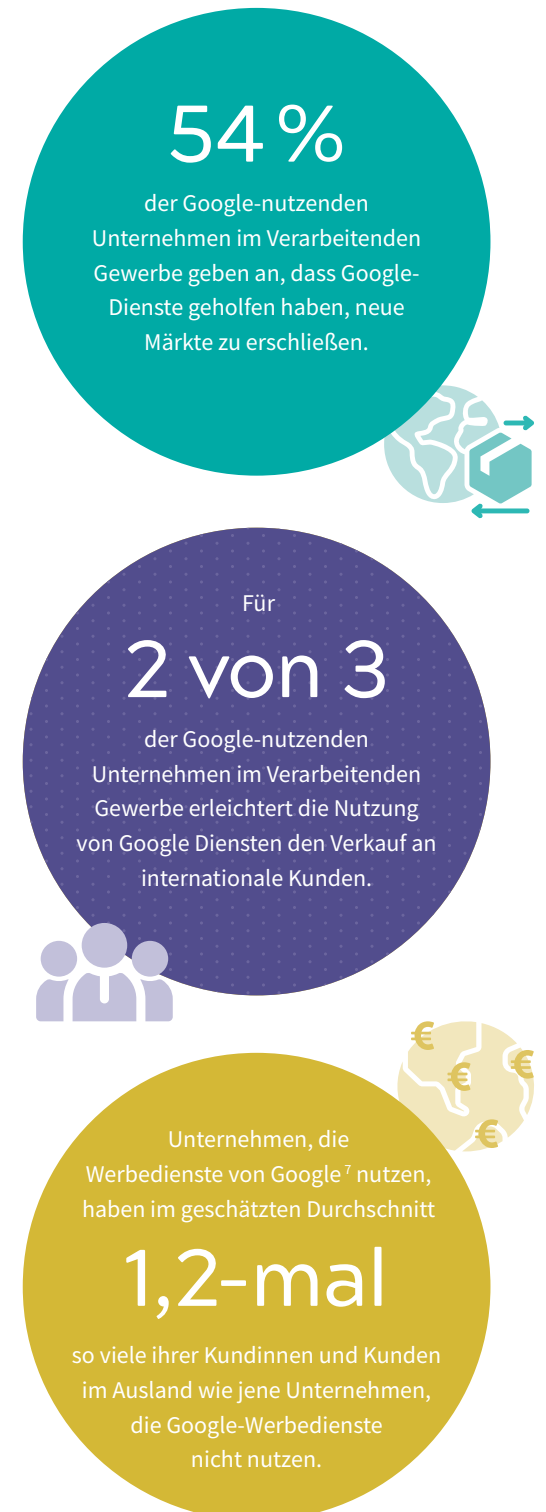 54 %
der Google-nutzenden
Unternehmen im Verarbeitenden
Gewerbe geben an, dass Google-
Dienste geholfen haben, neue
Märkte zu erschließen.
Für
2 von 3
der Google-nutzenden
Unternehmen im Verarbeitenden
Gewerbe erleichtert die Nutzung
von Google Diensten den Verkauf an
internationale Kunden.
€
€
€
€
Unternehmen, die
Werbedienste von Google⁷ nutzen,
haben im geschätzten Durchschnitt
1,2-mal
so viele ihrer Kundinnen und Kunden
im Ausland wie jene Unternehmen,
die Google-Werbedienste
nicht nutzen.